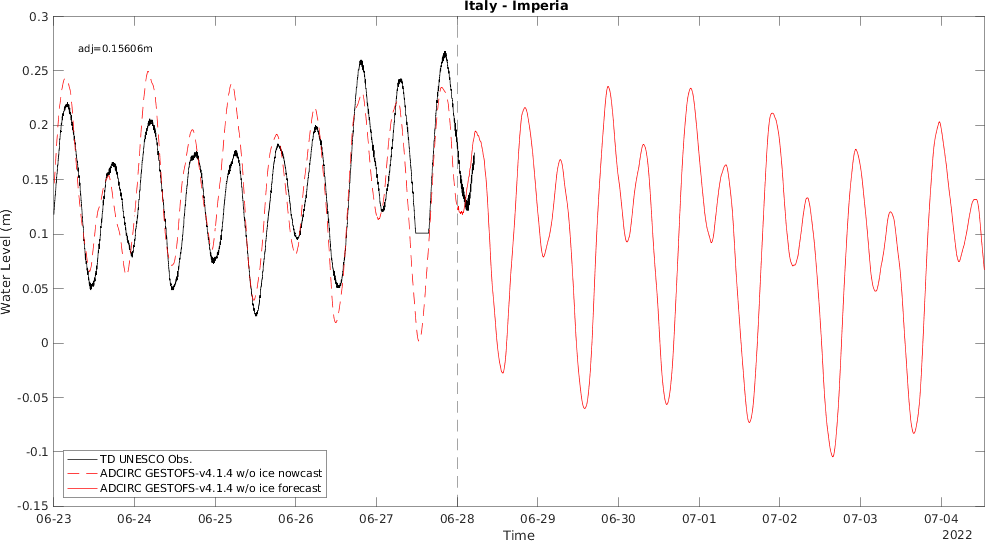 Italy - Imperia
adj=0.15606m
0.3
0.25
0.2
0.15
0.1
0.05
0
-0.05
-0.1
-0.15
Water Level (m)
TD UNESCO Obs.
ADCIRC GESTOFS-v4.1.4 w/o ice nowcast
ADCIRC GESTOFS-v4.1.4 w/o ice forecast
06-23 06-24 06-25 06-26 06-27 06-28 06-29 06-30 07-01 07-02 07-03 07-04
Time
2022